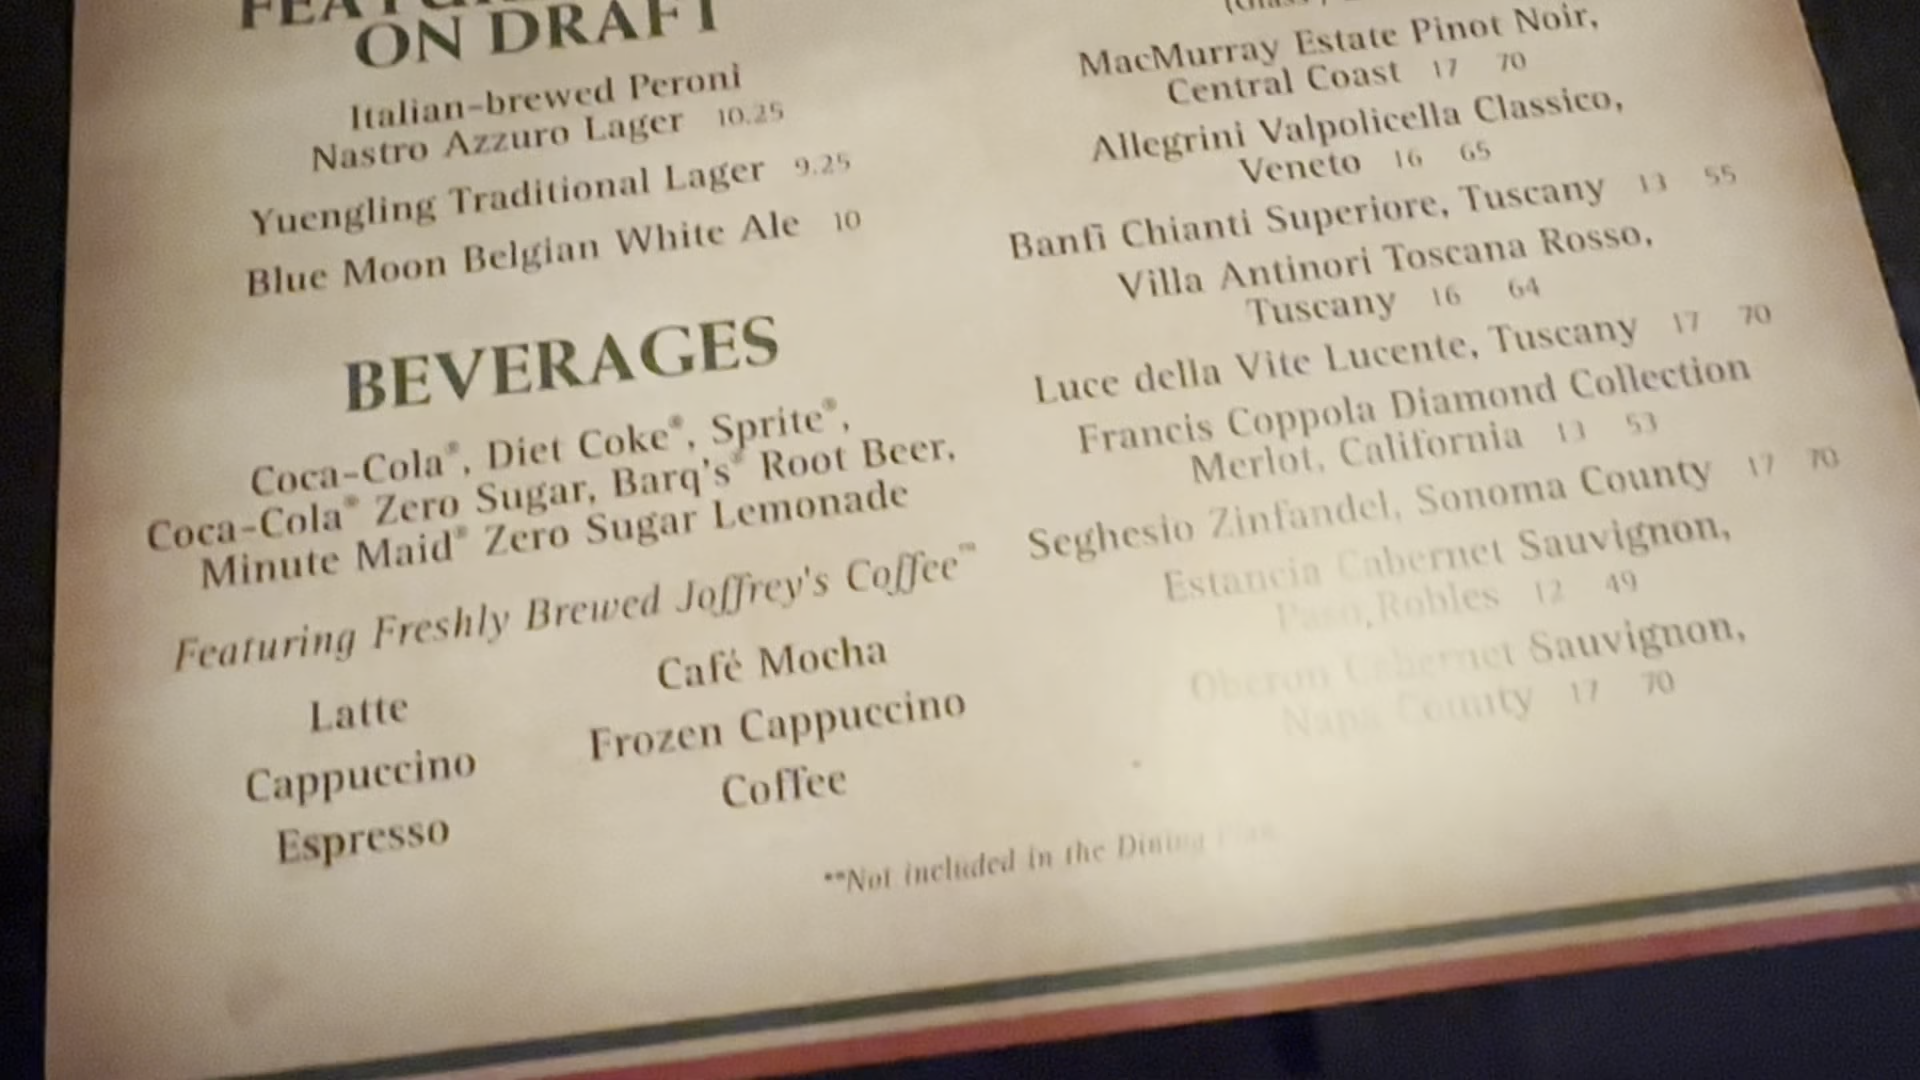 ON DRAFT
Italian-brewed Peroni
Nastro Azzuro Lager 10.25
Yuengling Traditional Lager 9.25
Blue Moon Belgian White Ale 10
BEVERAGES
Coca-Cola®, Diet Coke®, Sprite®,
Coca-Cola® Zero Sugar, Barq's® Root Beer,
Minute Maid® Zero Sugar Lemonade
Featuring Freshly Brewed Joffrey's Coffee™
Latte
Cappuccino
Espresso
Café Mocha
Frozen Cappuccino
Coffee
MacMurray Estate Pinot Noir,
Central Coast 17 70
Allegrini Valpolicella Classico,
Veneto 16 65
Banfi Chianti Superiore, Tuscany 13 55
Villa Antinori Toscana Rosso,
Tuscany 16 64
Luce della Vite Lucente, Tuscany 17 70
Francis Coppola Diamond Collection
Merlot, California 13 53
Seghesio Zinfandel, Sonoma County 17 70
Estancia Cabernet Sauvignon,
Paso Robles 12 49
Oberon Cabernet Sauvignon,
Napa County 17 70
**Not included in the Dining